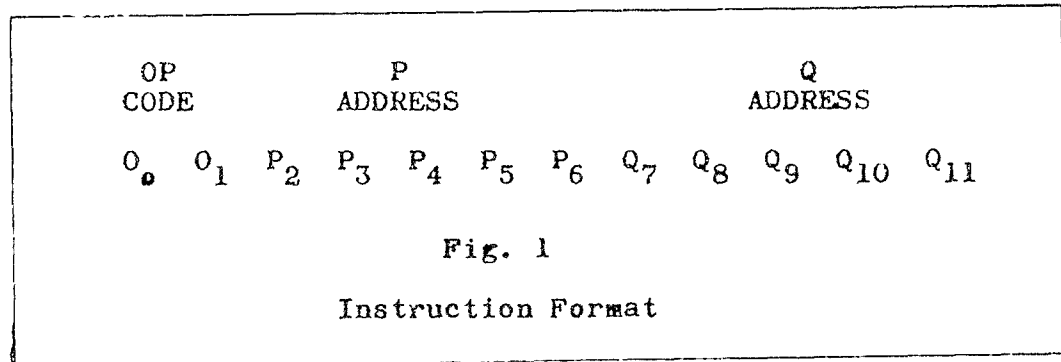 OP P Q
CODE ADDRESS ADDRESS
O₀ O₁ P₂ P₃ P₄ P₅ P₆ Q₇ Q₈ Q₉ Q₁₀ Q₁₁
Fig. 1
Instruction Format